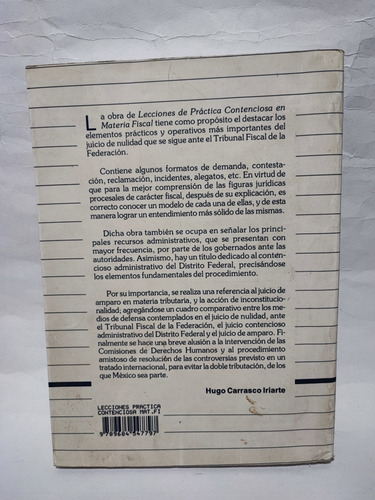 La obra de Lecciones de Práctica Contenciosa en
Materia Fiscal tiene como propósito el destacar los
elementos prácticos y operativos más importantes del
juicio de nulidad que se sigue ante el Tribunal Fiscal de la
Federación.
Contiene algunos formatos de demanda, contesta-
ción, reclamación, incidentes, alegatos, etc. En virtud de
que para la mejor comprensión de las figuras jurídicas
procesales de carácter fiscal, después de su explicación, es
correcto conocer un modelo de cada una de ellas, y de esta
manera lograr un entendimiento más sólido de las mismas.
Dicha obra también se ocupa en señalar los princi-
pales recursos administrativos, que se presentan con
mayor frecuencia, por parte de los gobernados ante las
autoridades. Asimismo, hay un título dedicado al conten-
cioso administrativo del Distrito Federal, precisándose
los elementos fundamentales del procedimiento.
Por su importancia, se realiza una referencia al juicio de
amparo en materia tributaria, y la acción de inconstitucio-
nalidad; agregándose un cuadro comparativo entre los me-
dios de defensa contemplados en el juicio de nulidad, ante
el Tribunal Fiscal de la Federación, el juicio contencioso
administrativo del Distrito Federal y el juicio de amparo. Fi-
nalmente se hace una breve alusión a la intervención de las
Comisiones de Derechos Humanos y al procedimiento
amistoso de resolución de las controversias previsto en un
tratado internacional, para evitar la doble tributación, de los
que México sea parte.
Hugo Carrasco Iriarte
LECCIONES PRACTICA
CONTENCIOSA MAT.FI
9789684547797